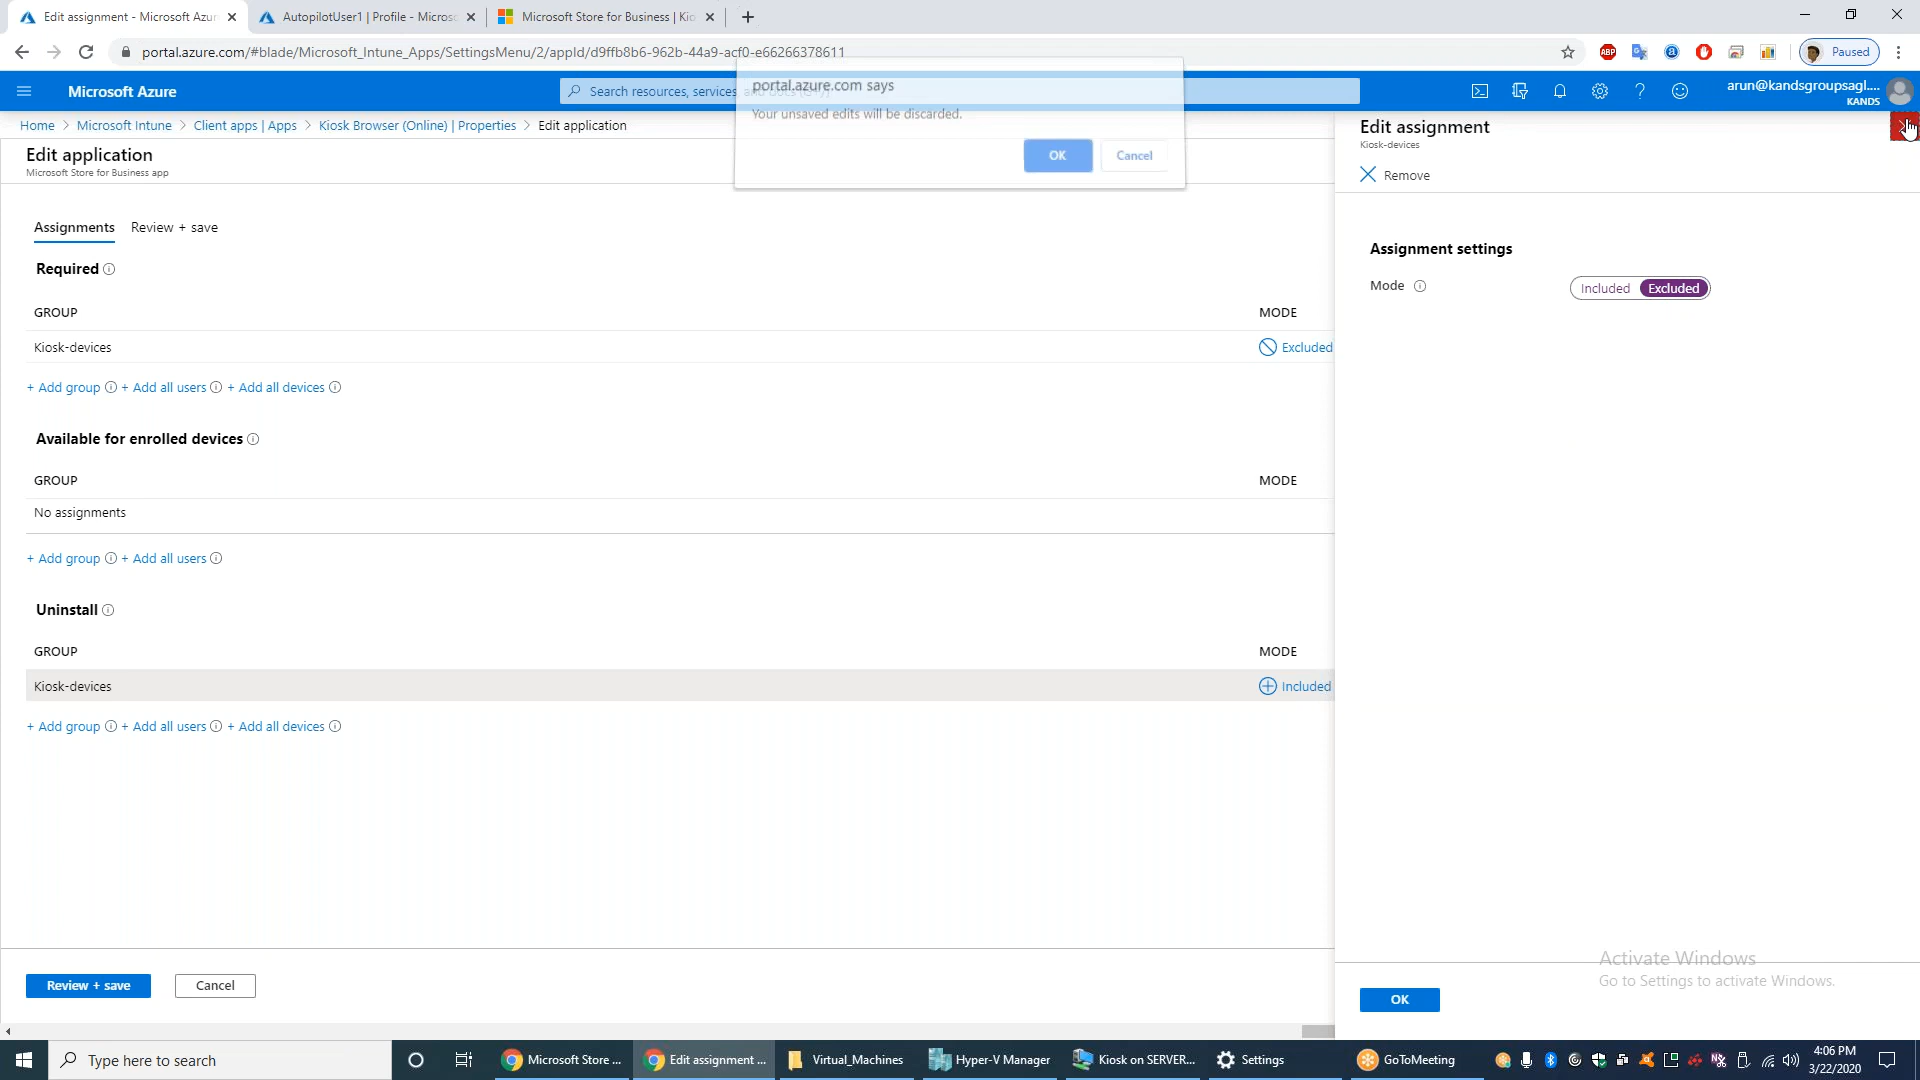 Edit assignment - Microsoft Azur
AutopilotUser1 | Profile - Microso
Microsoft Store for Business | Kio
portal.azure.com/#blade/Microsoft_Intune_Apps/SettingsMenu/2/appId/d9ffb8b6-962b-44a9-acf0-e66266378611
ABP
Paused
Microsoft Azure
Search resources, services
arun@kandsgroupsagl....
KANDS
portal.azure.com says
Your unsaved edits will be discarded.
OK
Cancel
Home > Microsoft Intune > Client apps | Apps > Kiosk Browser (Online) | Properties > Edit application
Edit application
Microsoft Store for Business app
Assignments
Review + save
Required
GROUP
MODE
Kiosk-devices
Excluded
+ Add group + Add all users + Add all devices
Available for enrolled devices
GROUP
MODE
No assignments
+ Add group + Add all users
Uninstall
GROUP
MODE
Kiosk-devices
Included
+ Add group + Add all users + Add all devices
Review + save
Cancel
Edit assignment
Kiosk-devices
Remove
Assignment settings
Mode
Included
Excluded
Activate Windows
Go to Settings to activate Windows.
OK
Type here to search
Microsoft Store ...
Edit assignment ...
Virtual_Machines
Hyper-V Manager
Kiosk on SERVER...
Settings
GoToMeeting
4:06 PM
3/22/2020